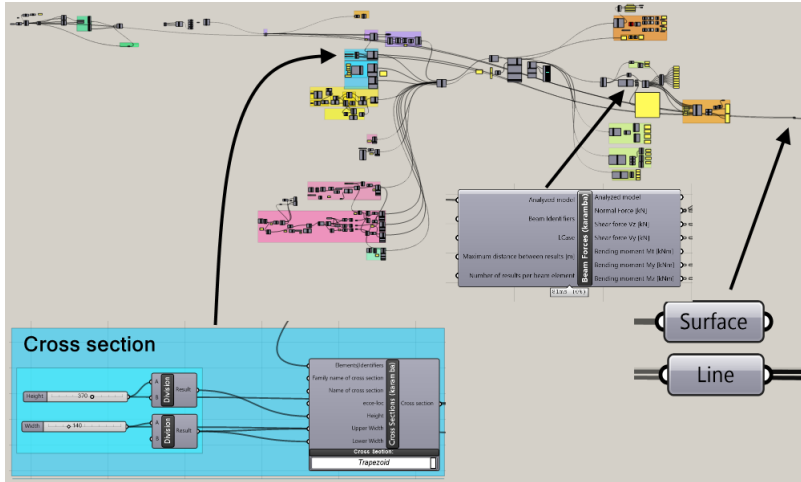 Analyzed model
Beam Identifiers
LCase
Maximum distance between results [m]
Number of results per beam element
Beam Forces (karamba)
Analyzed model
Normal Force [kN]
Shear force Vz [kN]
Shear force Vy [kN]
Bending moment Mt [kNm]
Bending moment My [kNm]
Bending moment Mz [kNm]
Surface
Line
Cross section
Height
370
A
B
Division
Result
Width
140
A
B
Division
Result
Elements|Identifiers
Family name of cross section
Name of cross section
Height
Upper Width
Lower Width
Cross Sections (karamba)
Cross section
Cross Section:
Trapezoid